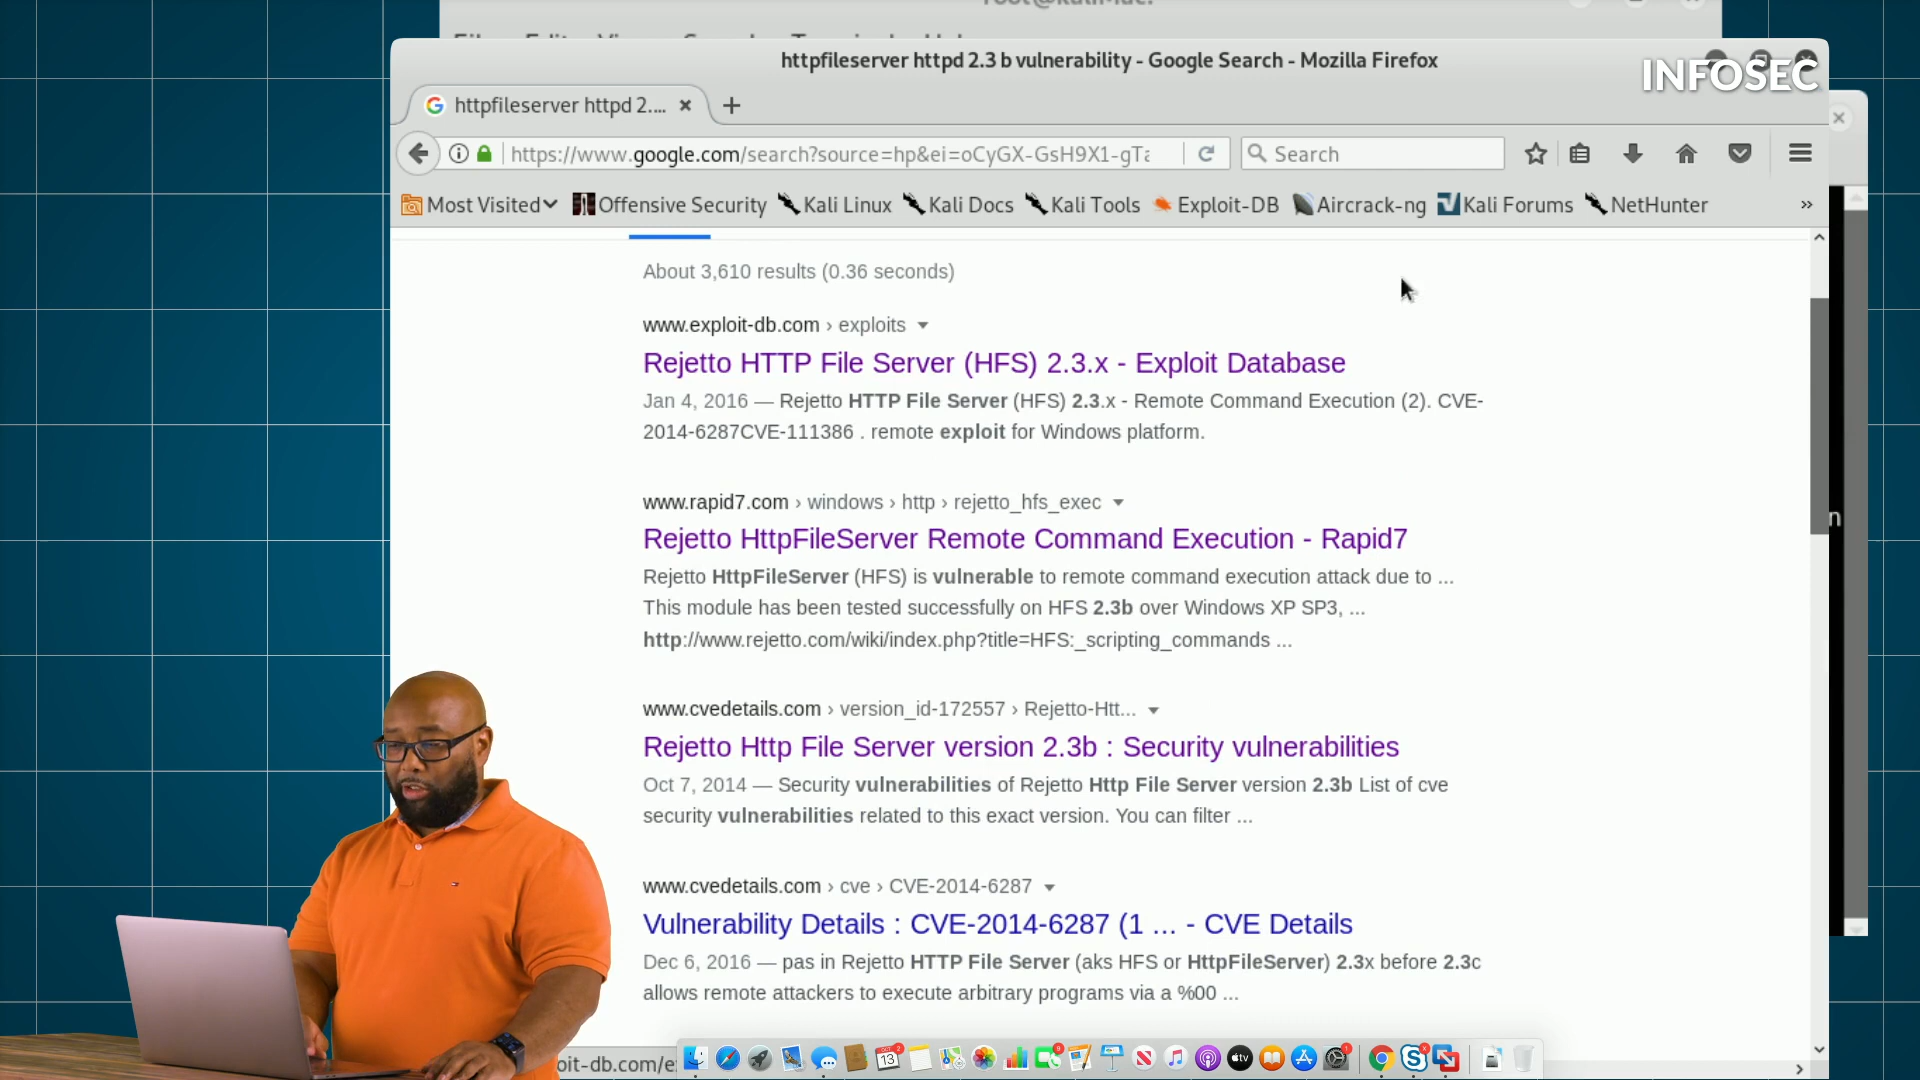 httpfileserver httpd 2.3 b vulnerability - Google Search - Mozilla Firefox
INFOSEC
httpfileserver httpd 2....
https://www.google.com/search?source=hp&ei=oCyGX-GsH9X1-gTa
Search
Most Visited
Offensive Security
Kali Linux
Kali Docs
Kali Tools
Exploit-DB
Aircrack-ng
Kali Forums
NetHunter
About 3,610 results (0.36 seconds)
www.exploit-db.com › exploits
Rejetto HTTP File Server (HFS) 2.3.x - Exploit Database
Jan 4, 2016 — Rejetto HTTP File Server (HFS) 2.3.x - Remote Command Execution (2). CVE-
2014-6287CVE-111386 . remote exploit for Windows platform.
www.rapid7.com › windows › http › rejetto_hfs_exec
Rejetto HttpFileServer Remote Command Execution - Rapid7
Rejetto HttpFileServer (HFS) is vulnerable to remote command execution attack due to ...
This module has been tested successfully on HFS 2.3b over Windows XP SP3, ...
http://www.rejetto.com/wiki/index.php?title=HFS:_scripting_commands ...
www.cvedetails.com › version_id-172557 › Rejetto-Htt...
Rejetto Http File Server version 2.3b : Security vulnerabilities
Oct 7, 2014 — Security vulnerabilities of Rejetto Http File Server version 2.3b List of cve
security vulnerabilities related to this exact version. You can filter ...
www.cvedetails.com › cve › CVE-2014-6287
Vulnerability Details : CVE-2014-6287 (1 ... - CVE Details
Dec 6, 2016 — pas in Rejetto HTTP File Server (aks HFS or HttpFileServer) 2.3x before 2.3c
allows remote attackers to execute arbitrary programs via a %00 ...
oit-db.com/e